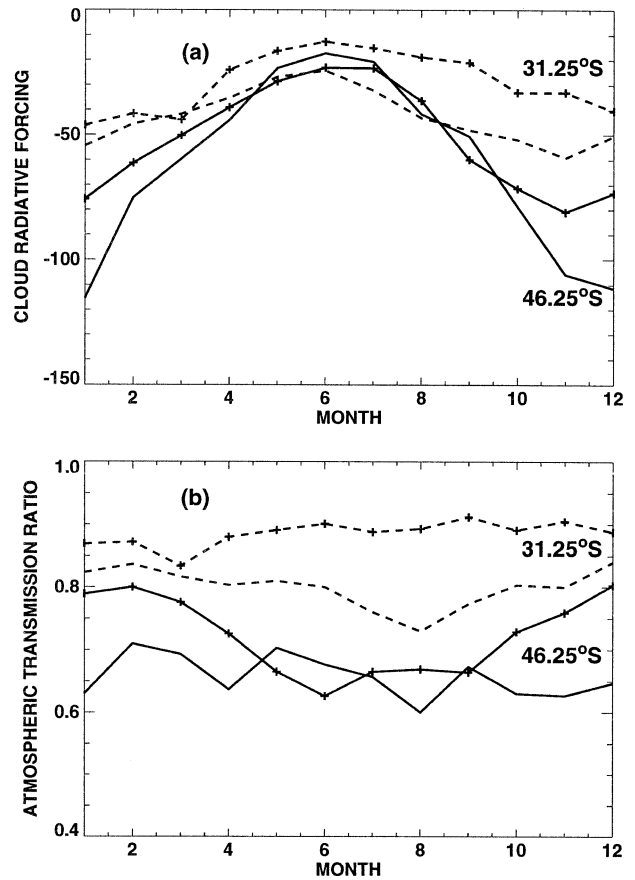 0
(a)
31.25°S
-50
CLOUD RADIATIVE FORCING
-100
46.25°S
-150
2 4 6 8 10 12
MONTH
1.0
(b)
31.25°S
0.8
ATMOSPHERIC TRANSMISSION RATIO
46.25°S
0.6
0.4
2 4 6 8 10 12
MONTH